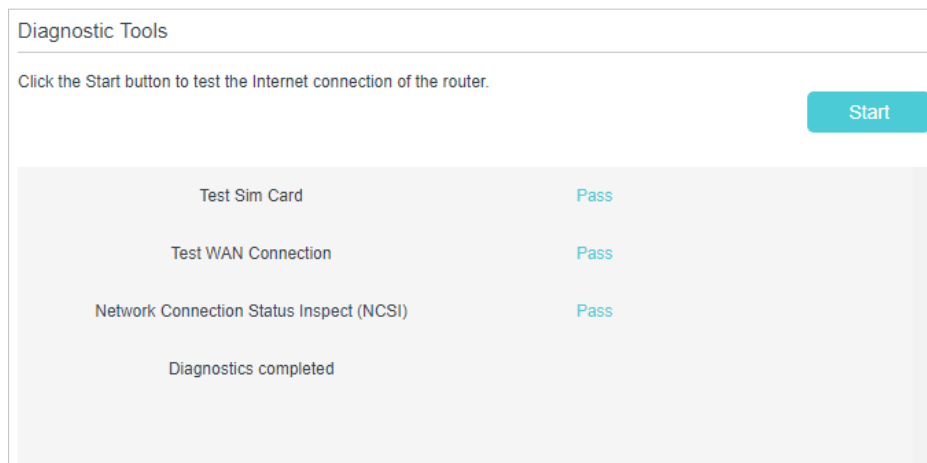 Diagnostic Tools
Click the Start button to test the Internet connection of the router.
Start
Test Sim Card Pass
Test WAN Connection Pass
Network Connection Status Inspect (NCSI) Pass
Diagnostics completed